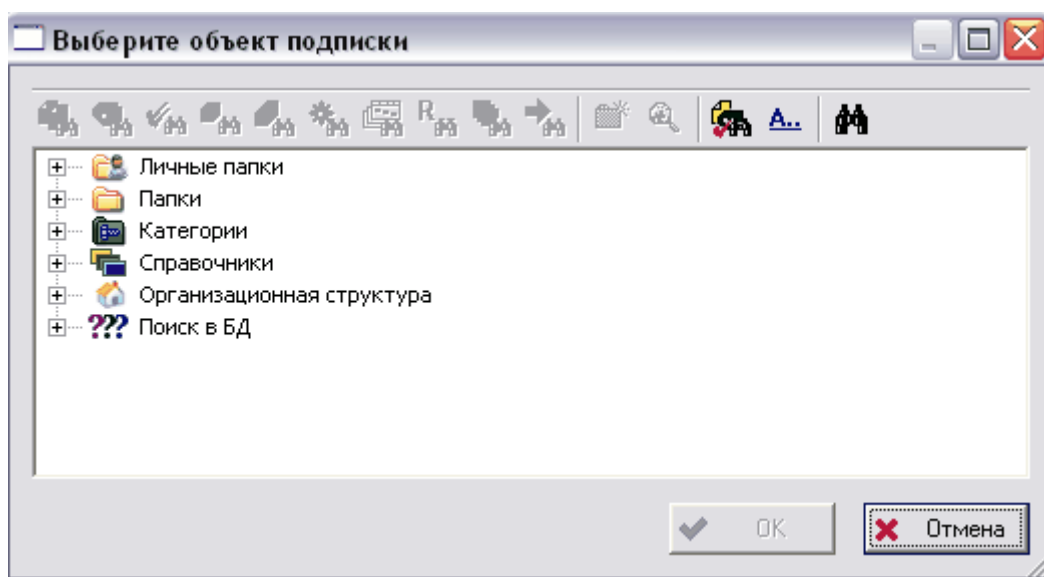 Выберите объект подписки
R
A..
Личные папки
Папки
Категории
Справочники
Организационная структура
??? Поиск в БД
OK
Отмена